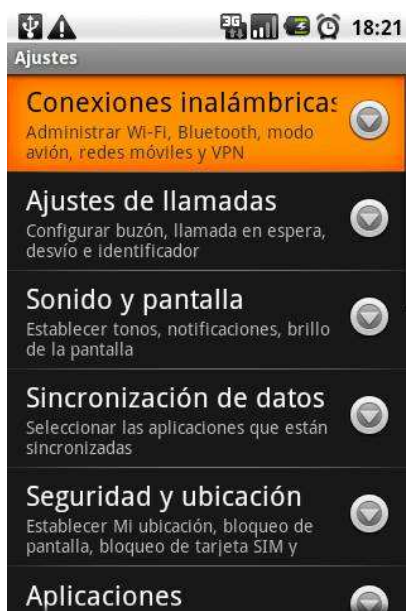 3G 18:21
Ajustes
Conexiones inalámbricas
Administrar Wi-Fi, Bluetooth, modo
avión, redes móviles y VPN
Ajustes de llamadas
Configurar buzón, llamada en espera,
desvío e identificador
Sonido y pantalla
Establecer tonos, notificaciones, brillo
de la pantalla
Sincronización de datos
Seleccionar las aplicaciones que están
sincronizadas
Seguridad y ubicación
Establecer Mi ubicación, bloqueo de
pantalla, bloqueo de tarjeta SIM y
Aplicaciones